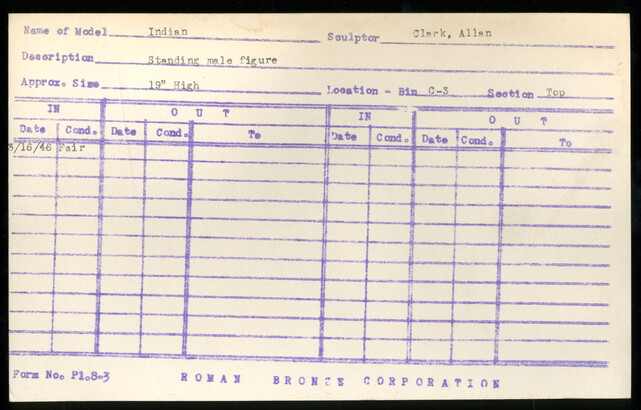 Name of Model Indian Sculptor Clark, Allan
Description Standing male figure
Approx. Size 19" High Location - Bin C-3 Section Top
IN O U T IN O U T
Date Cond. Date Cond. To Date Cond. Date Cond. To
3/16/46 Fair
Form No. Pl.8-3 ROMAN BRONZE CORPORATION